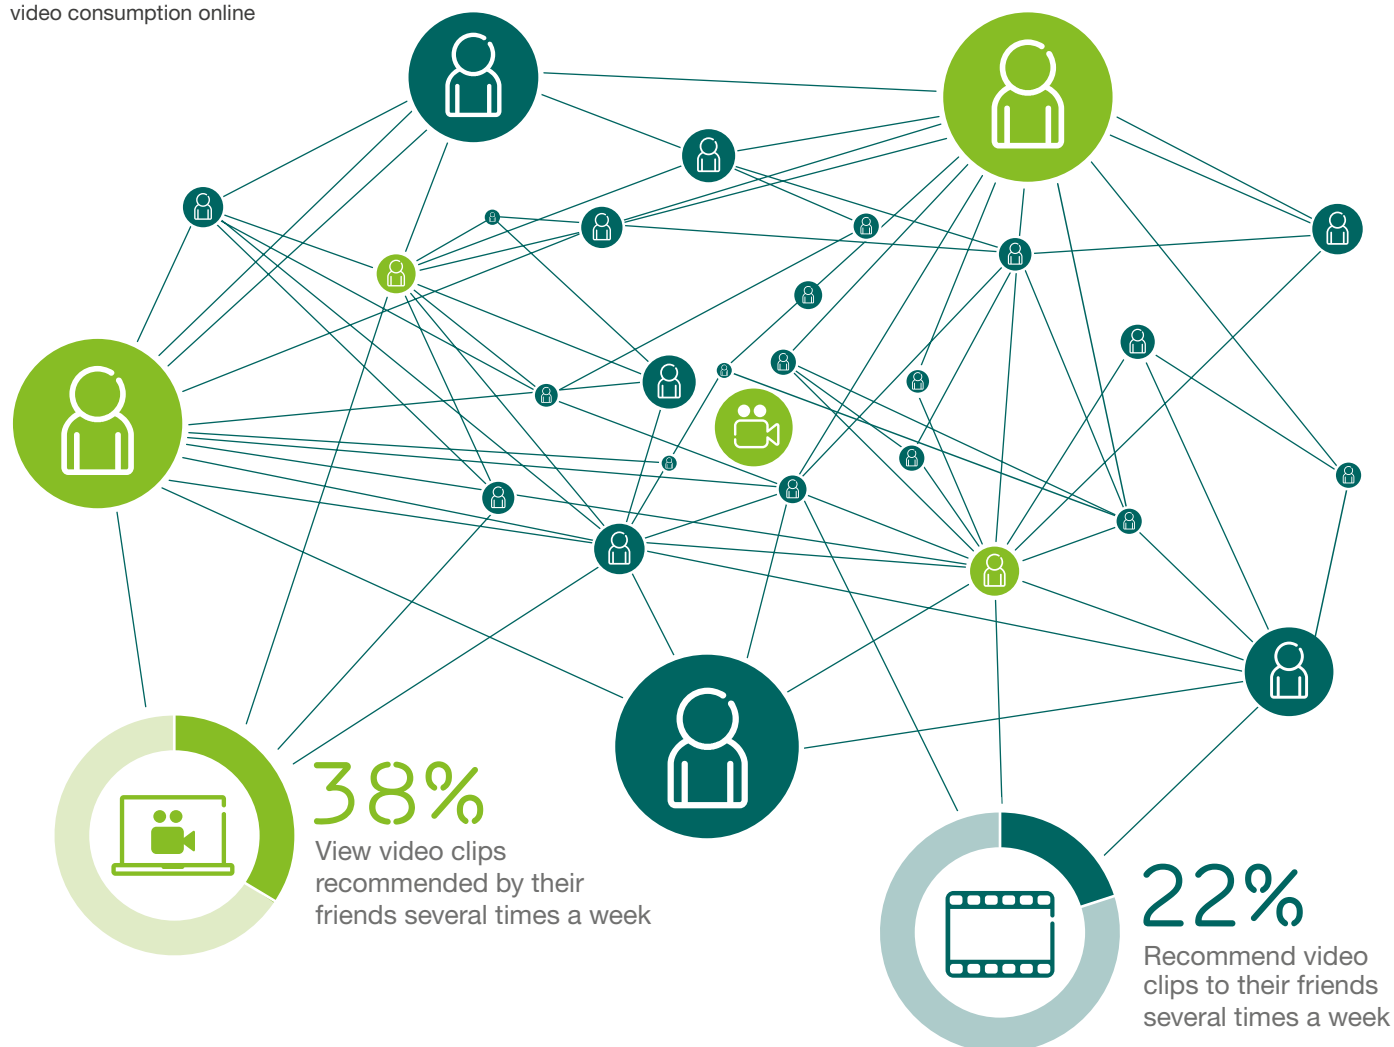 video consumption online
38%
View video clips
recommended by their
friends several times a week
22%
Recommend video
clips to their friends
several times a week